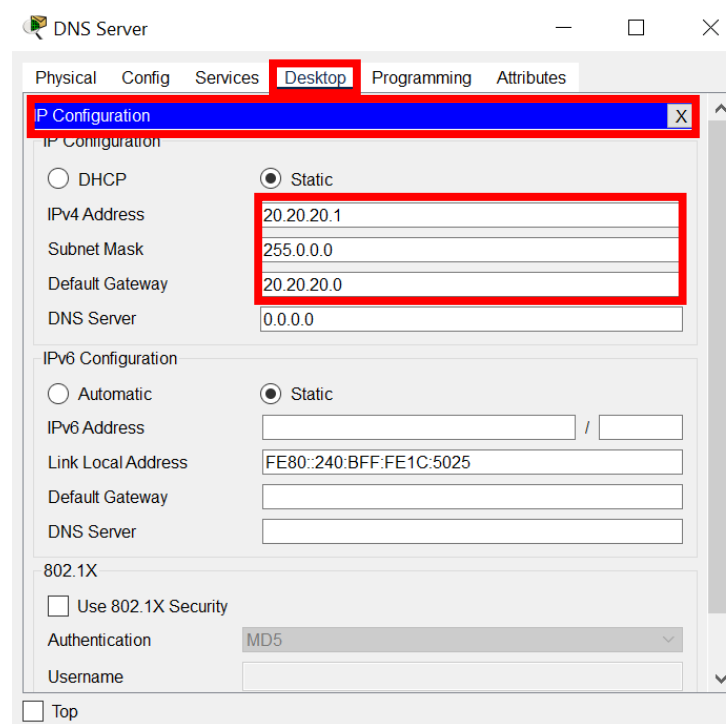 DNS Server
Physical Config Services Desktop Programming Attributes
IP Configuration X
IP Configuration
DHCP Static
IPv4 Address 20.20.20.1
Subnet Mask 255.0.0.0
Default Gateway 20.20.20.0
DNS Server 0.0.0.0
IPv6 Configuration
Automatic Static
IPv6 Address /
Link Local Address FE80::240:BFF:FE1C:5025
Default Gateway
DNS Server
802.1X
Use 802.1X Security
Authentication MD5
Username
Top